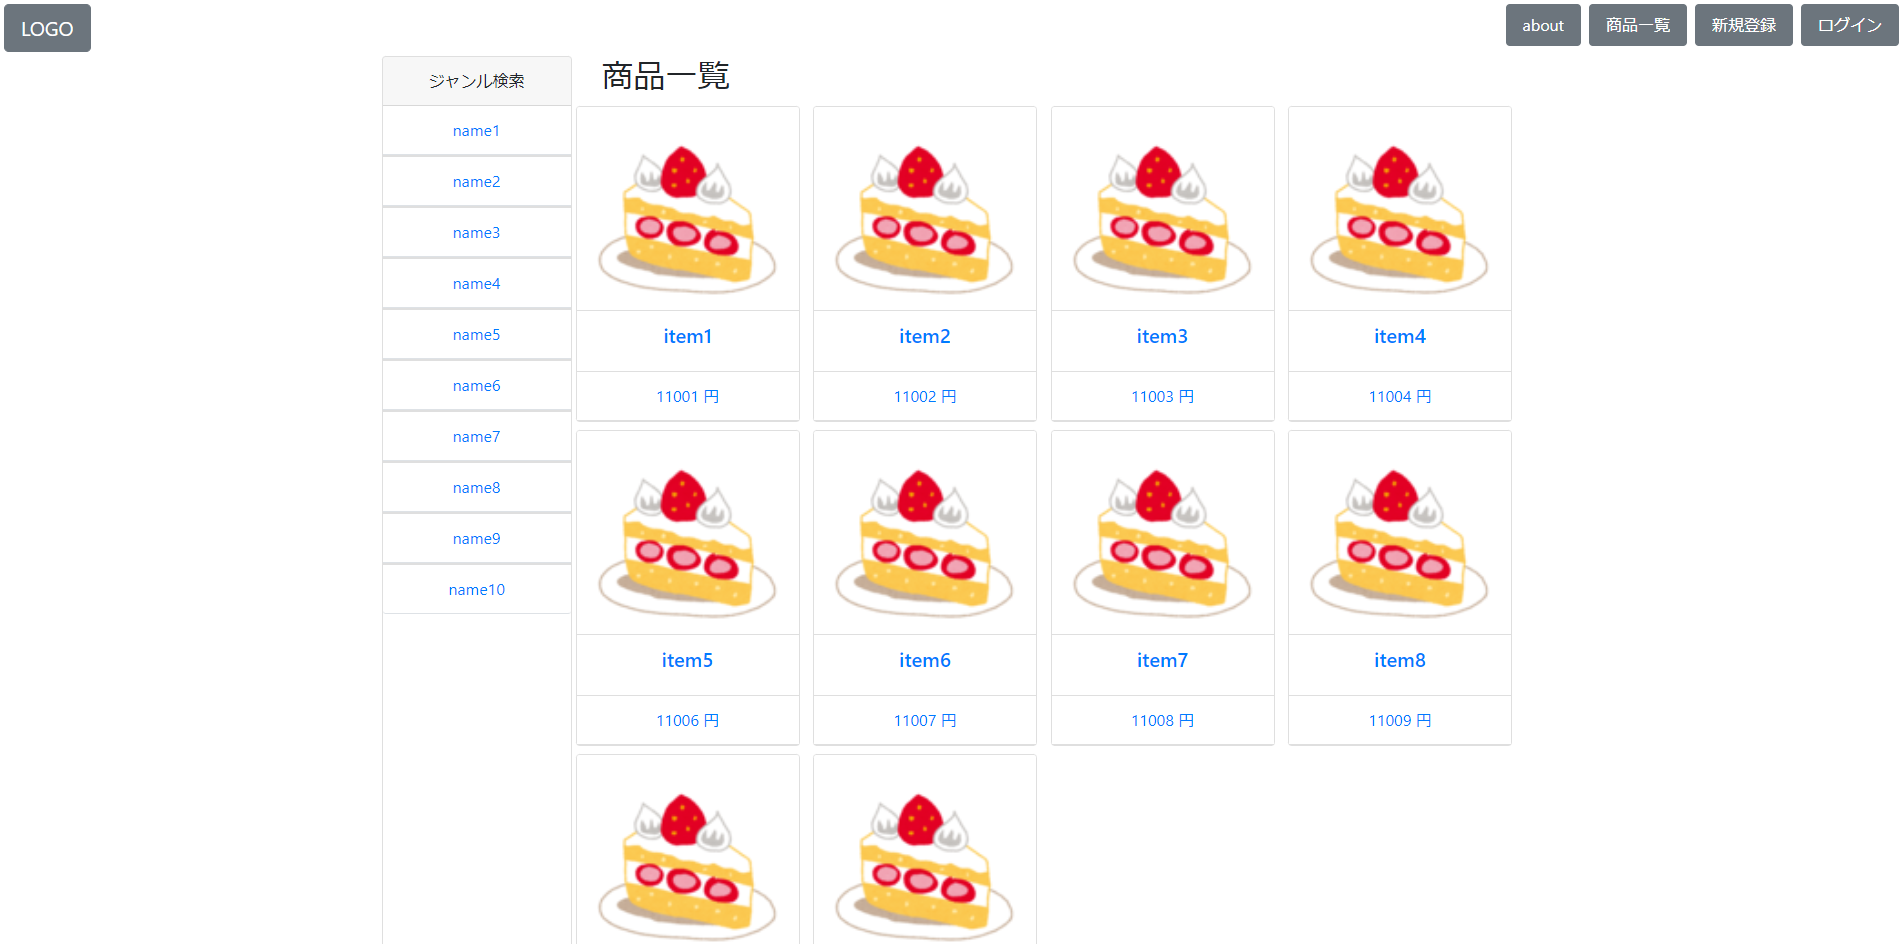 LOGO
about
商品一覧
新規登録
ログイン
ジャンル検索
name1
name2
name3
name4
name5
name6
name7
name8
name9
name10
商品一覧
item1
11001 円
item2
11002 円
item3
11003 円
item4
11004 円
item5
11006 円
item6
11007 円
item7
11008 円
item8
11009 円